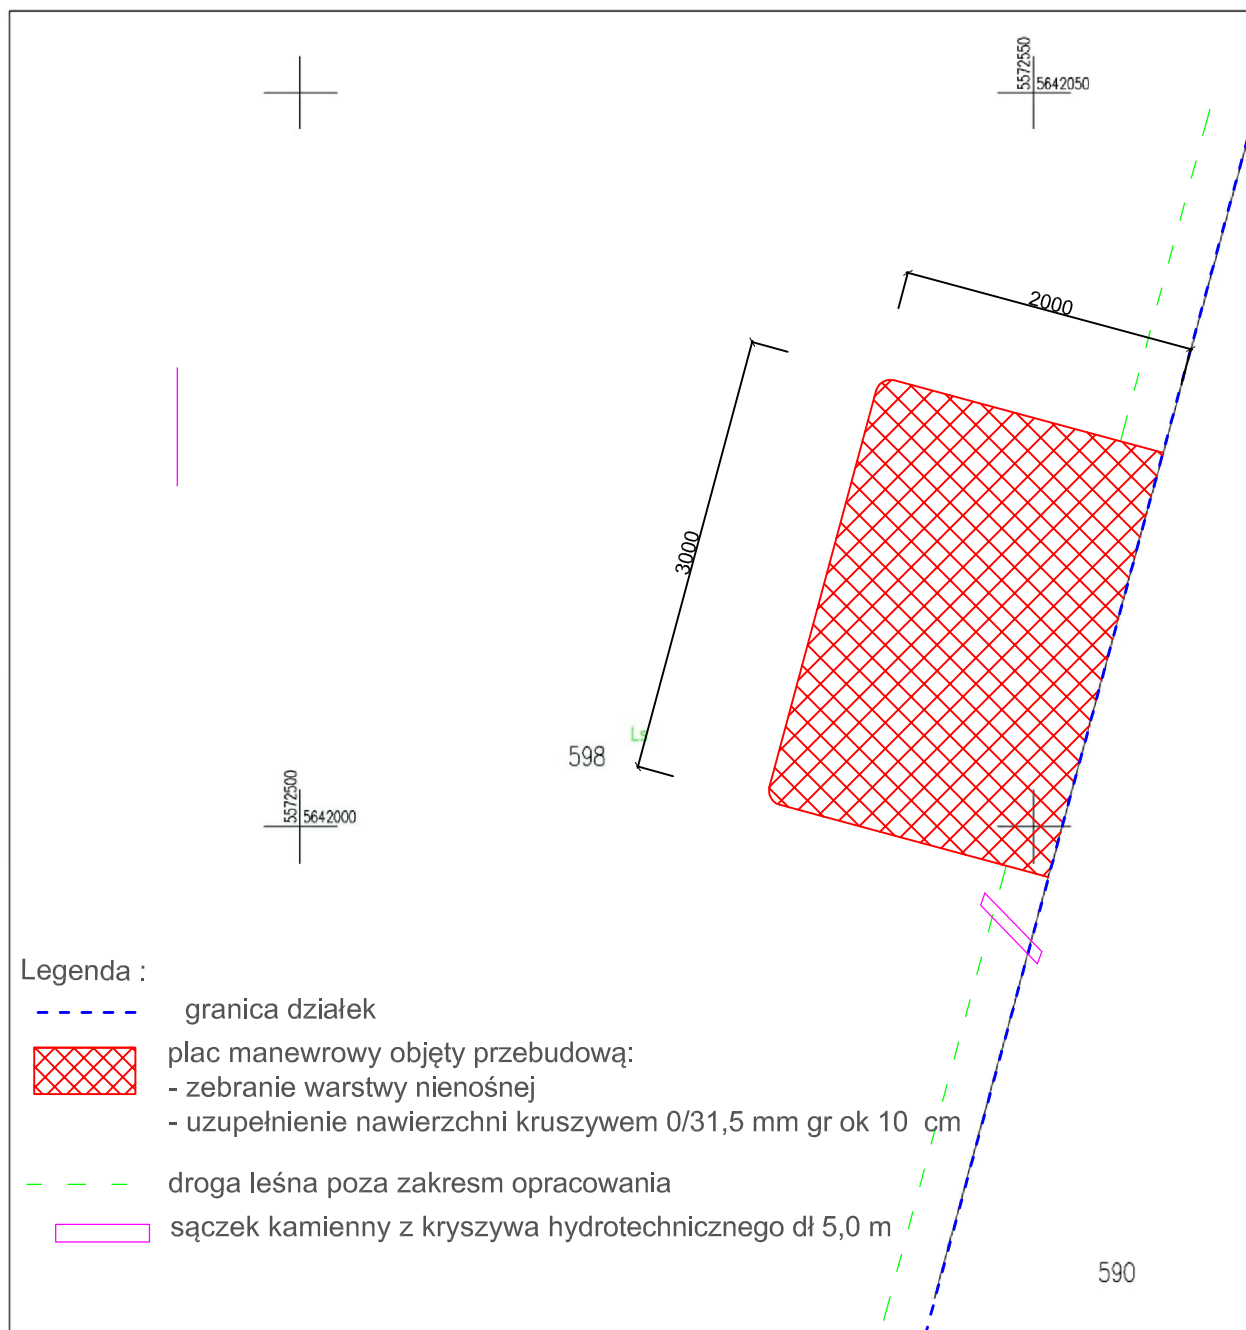 5572550
5642050
2000
3000
Ls
598
5572500
5642000
Legenda :
granica działek
plac manewrowy objęty przebudową:
- zebranie warstwy nienośnej
- uzupełnienie nawierzchni kruszywem 0/31,5 mm gr ok 10 cm
droga leśna poza zakresm opracowania
sączek kamienny z kryszywa hydrotechnicznego dł 5,0 m
590